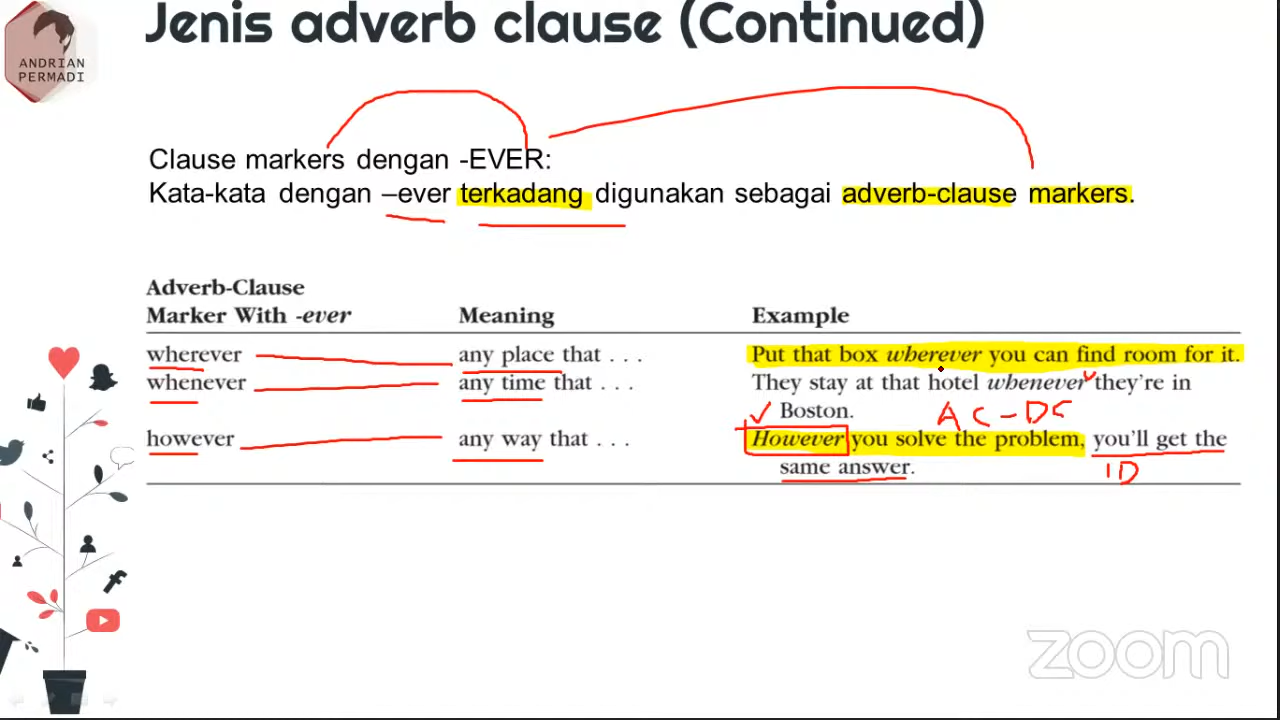 Jenis adverb clause (Continued)
ANDRIAN
PERMADI
Clause markers dengan -EVER:
Kata-kata dengan –ever terkadang digunakan sebagai adverb-clause markers.
Adverb-Clause
Marker With -ever Meaning Example
wherever any place that . . . Put that box wherever you can find room for it.
whenever any time that . . . They stay at that hotel whenever they're in
Boston.
AC-DC
however any way that . . . However you solve the problem, you'll get the
same answer.
ID
zoom